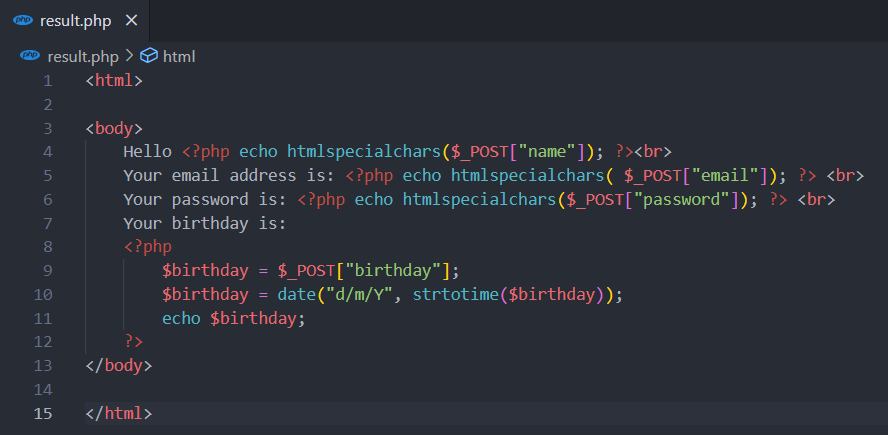 php result.php ×
php result.php > html
1 <html>
2
3 <body>
4 Hello <?php echo htmlspecialchars($_POST["name"]); ?><br>
5 Your email address is: <?php echo htmlspecialchars( $_POST["email"]); ?> <br>
6 Your password is: <?php echo htmlspecialchars($_POST["password"]); ?> <br>
7 Your birthday is:
8 <?php
9 $birthday = $_POST["birthday"];
10 $birthday = date("d/m/Y", strtotime($birthday));
11 echo $birthday;
12 ?>
13 </body>
14
15 </html>